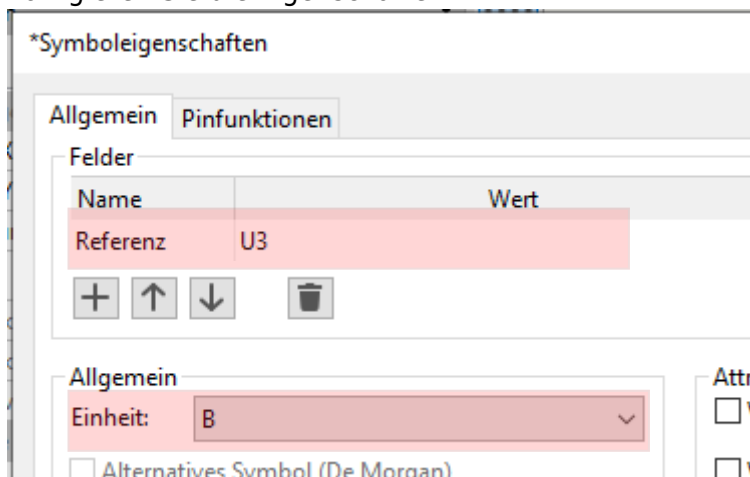 *Symboleigenschaften
Allgemein Pinfunktionen
Felder
Name Wert
Referenz U3
Allgemein
Einheit: B
Alternatives Symbol (De Morgan)